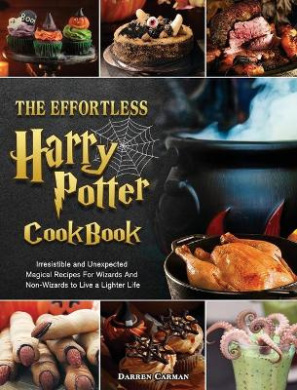 BOO
THE EFFORTLESS
Harry
Potter
COOKBOOK
Irresistible and Unexpected
Magical Recipes For Wizards And
Non-Wizards to Live a Lighter Life
DARREN CARMAN